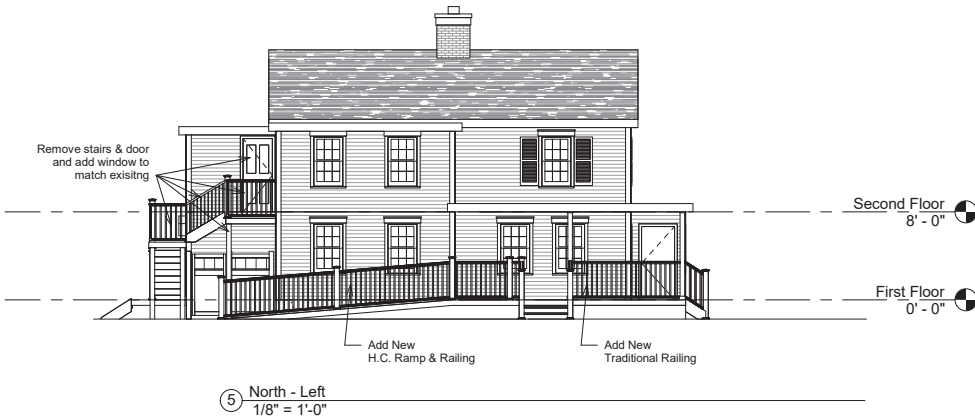 Remove stairs & door
and add window to
match exisitng
Second Floor
8' - 0"
First Floor
0' - 0"
Add New
H.C. Ramp & Railing
Add New
Traditional Railing
5
North - Left
1/8" = 1'-0"